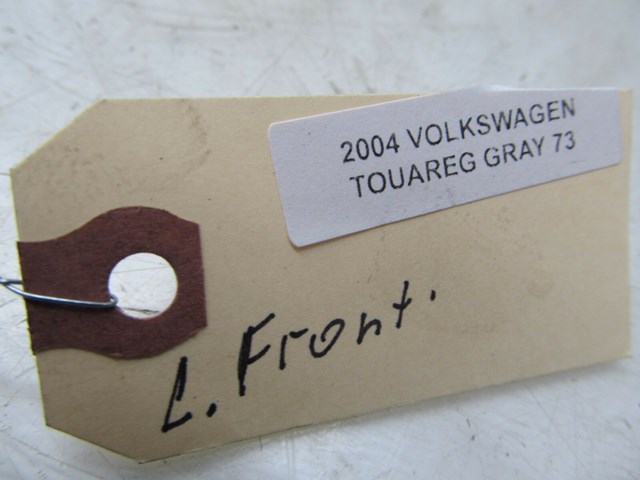 2004 VOLKSWAGEN
TOUAREG GRAY 73
L. Front.